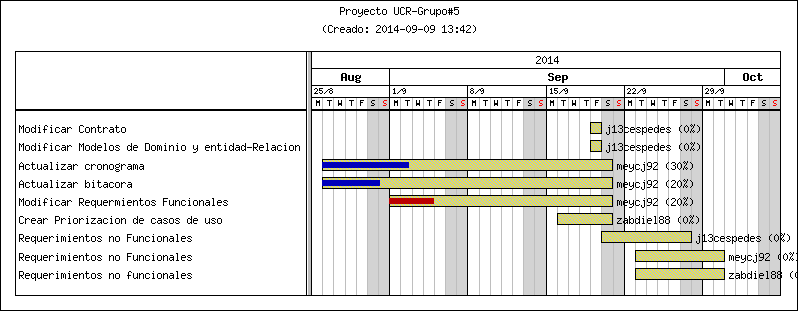 Proyecto UCR-Grupo#5
(Creado: 2014-09-09 13:42)
2014
Aug Sep Oct
25/8 1/9 8/9 15/9 22/9 29/9
M T W T F S S M T W T F S S M T W T F S S M T W T F S S M T W T F S S M T W T F S S
Modificar Contrato j13cespedes (0%)
Modificar Modelos de Dominio y entidad-Relacion j13cespedes (0%)
Actualizar cronograma meycj92 (30%)
Actualizar bitacora meycj92 (20%)
Modificar Requermientos Funcionales meycj92 (20%)
Crear Priorizacion de casos de uso zabdiel88 (0%)
Requerimientos no Funcionales j13cespedes (0%)
Requerimientos no Funcionales meycj92 (0%)
Requerimientos no funcionales zabdiel88 (0